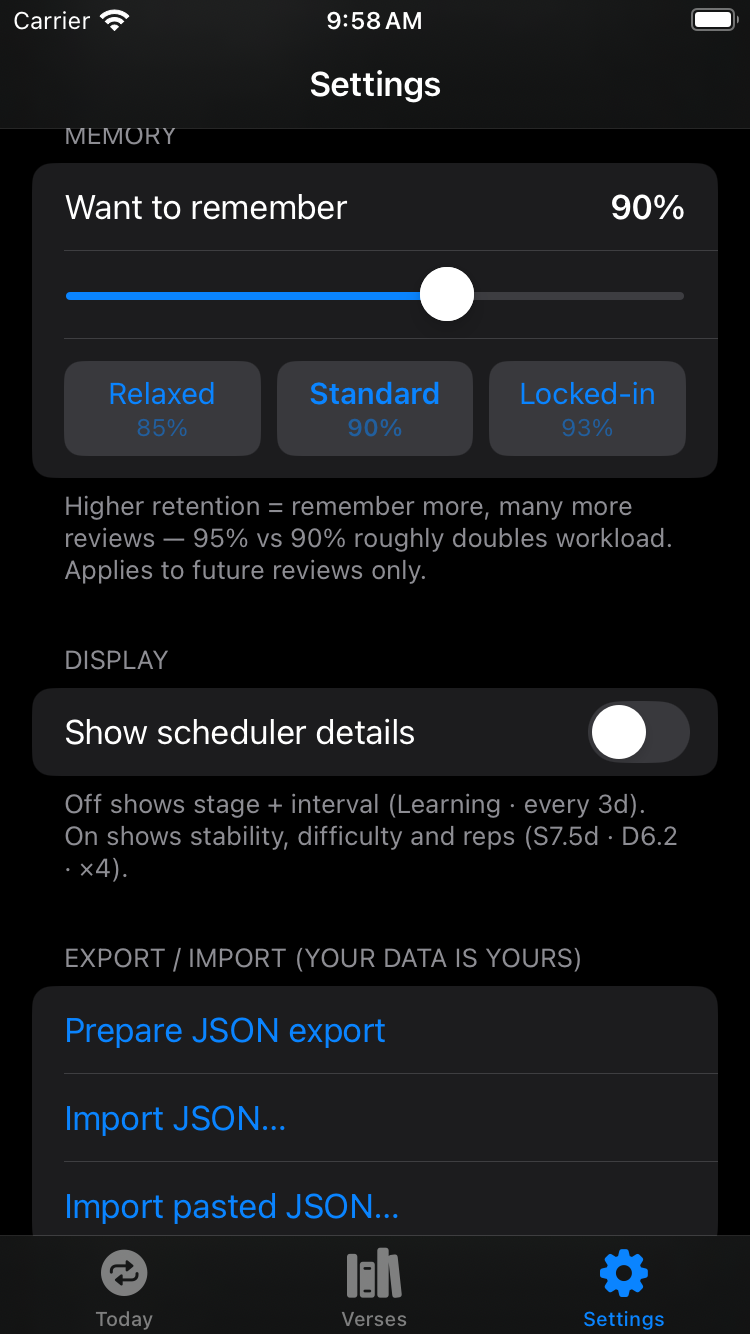 Carrier 9:58 AM
Settings
MEMORY
Want to remember 90%
Relaxed Standard Locked-in
85% 90% 93%
Higher retention = remember more, many more
reviews — 95% vs 90% roughly doubles workload.
Applies to future reviews only.
DISPLAY
Show scheduler details
Off shows stage + interval (Learning · every 3d).
On shows stability, difficulty and reps (S7.5d · D6.2
· ×4).
EXPORT / IMPORT (YOUR DATA IS YOURS)
Prepare JSON export
Import JSON...
Import pasted JSON...
Today Verses Settings